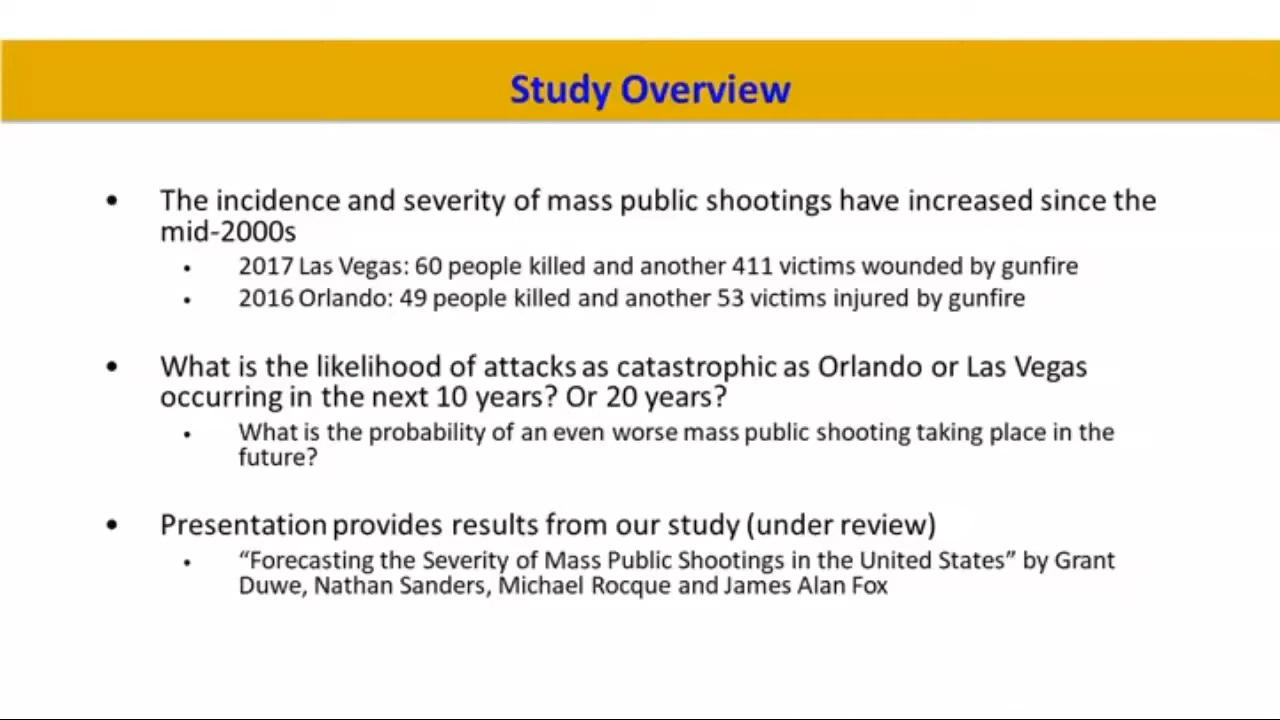 Study Overview
• The incidence and severity of mass public shootings have increased since the
mid-2000s
• 2017 Las Vegas: 60 people killed and another 411 victims wounded by gunfire
• 2016 Orlando: 49 people killed and another 53 victims injured by gunfire
• What is the likelihood of attacks as catastrophic as Orlando or Las Vegas
occurring in the next 10 years? Or 20 years?
• What is the probability of an even worse mass public shooting taking place in the
future?
• Presentation provides results from our study (under review)
• “Forecasting the Severity of Mass Public Shootings in the United States” by Grant
Duwe, Nathan Sanders, Michael Rocque and James Alan Fox